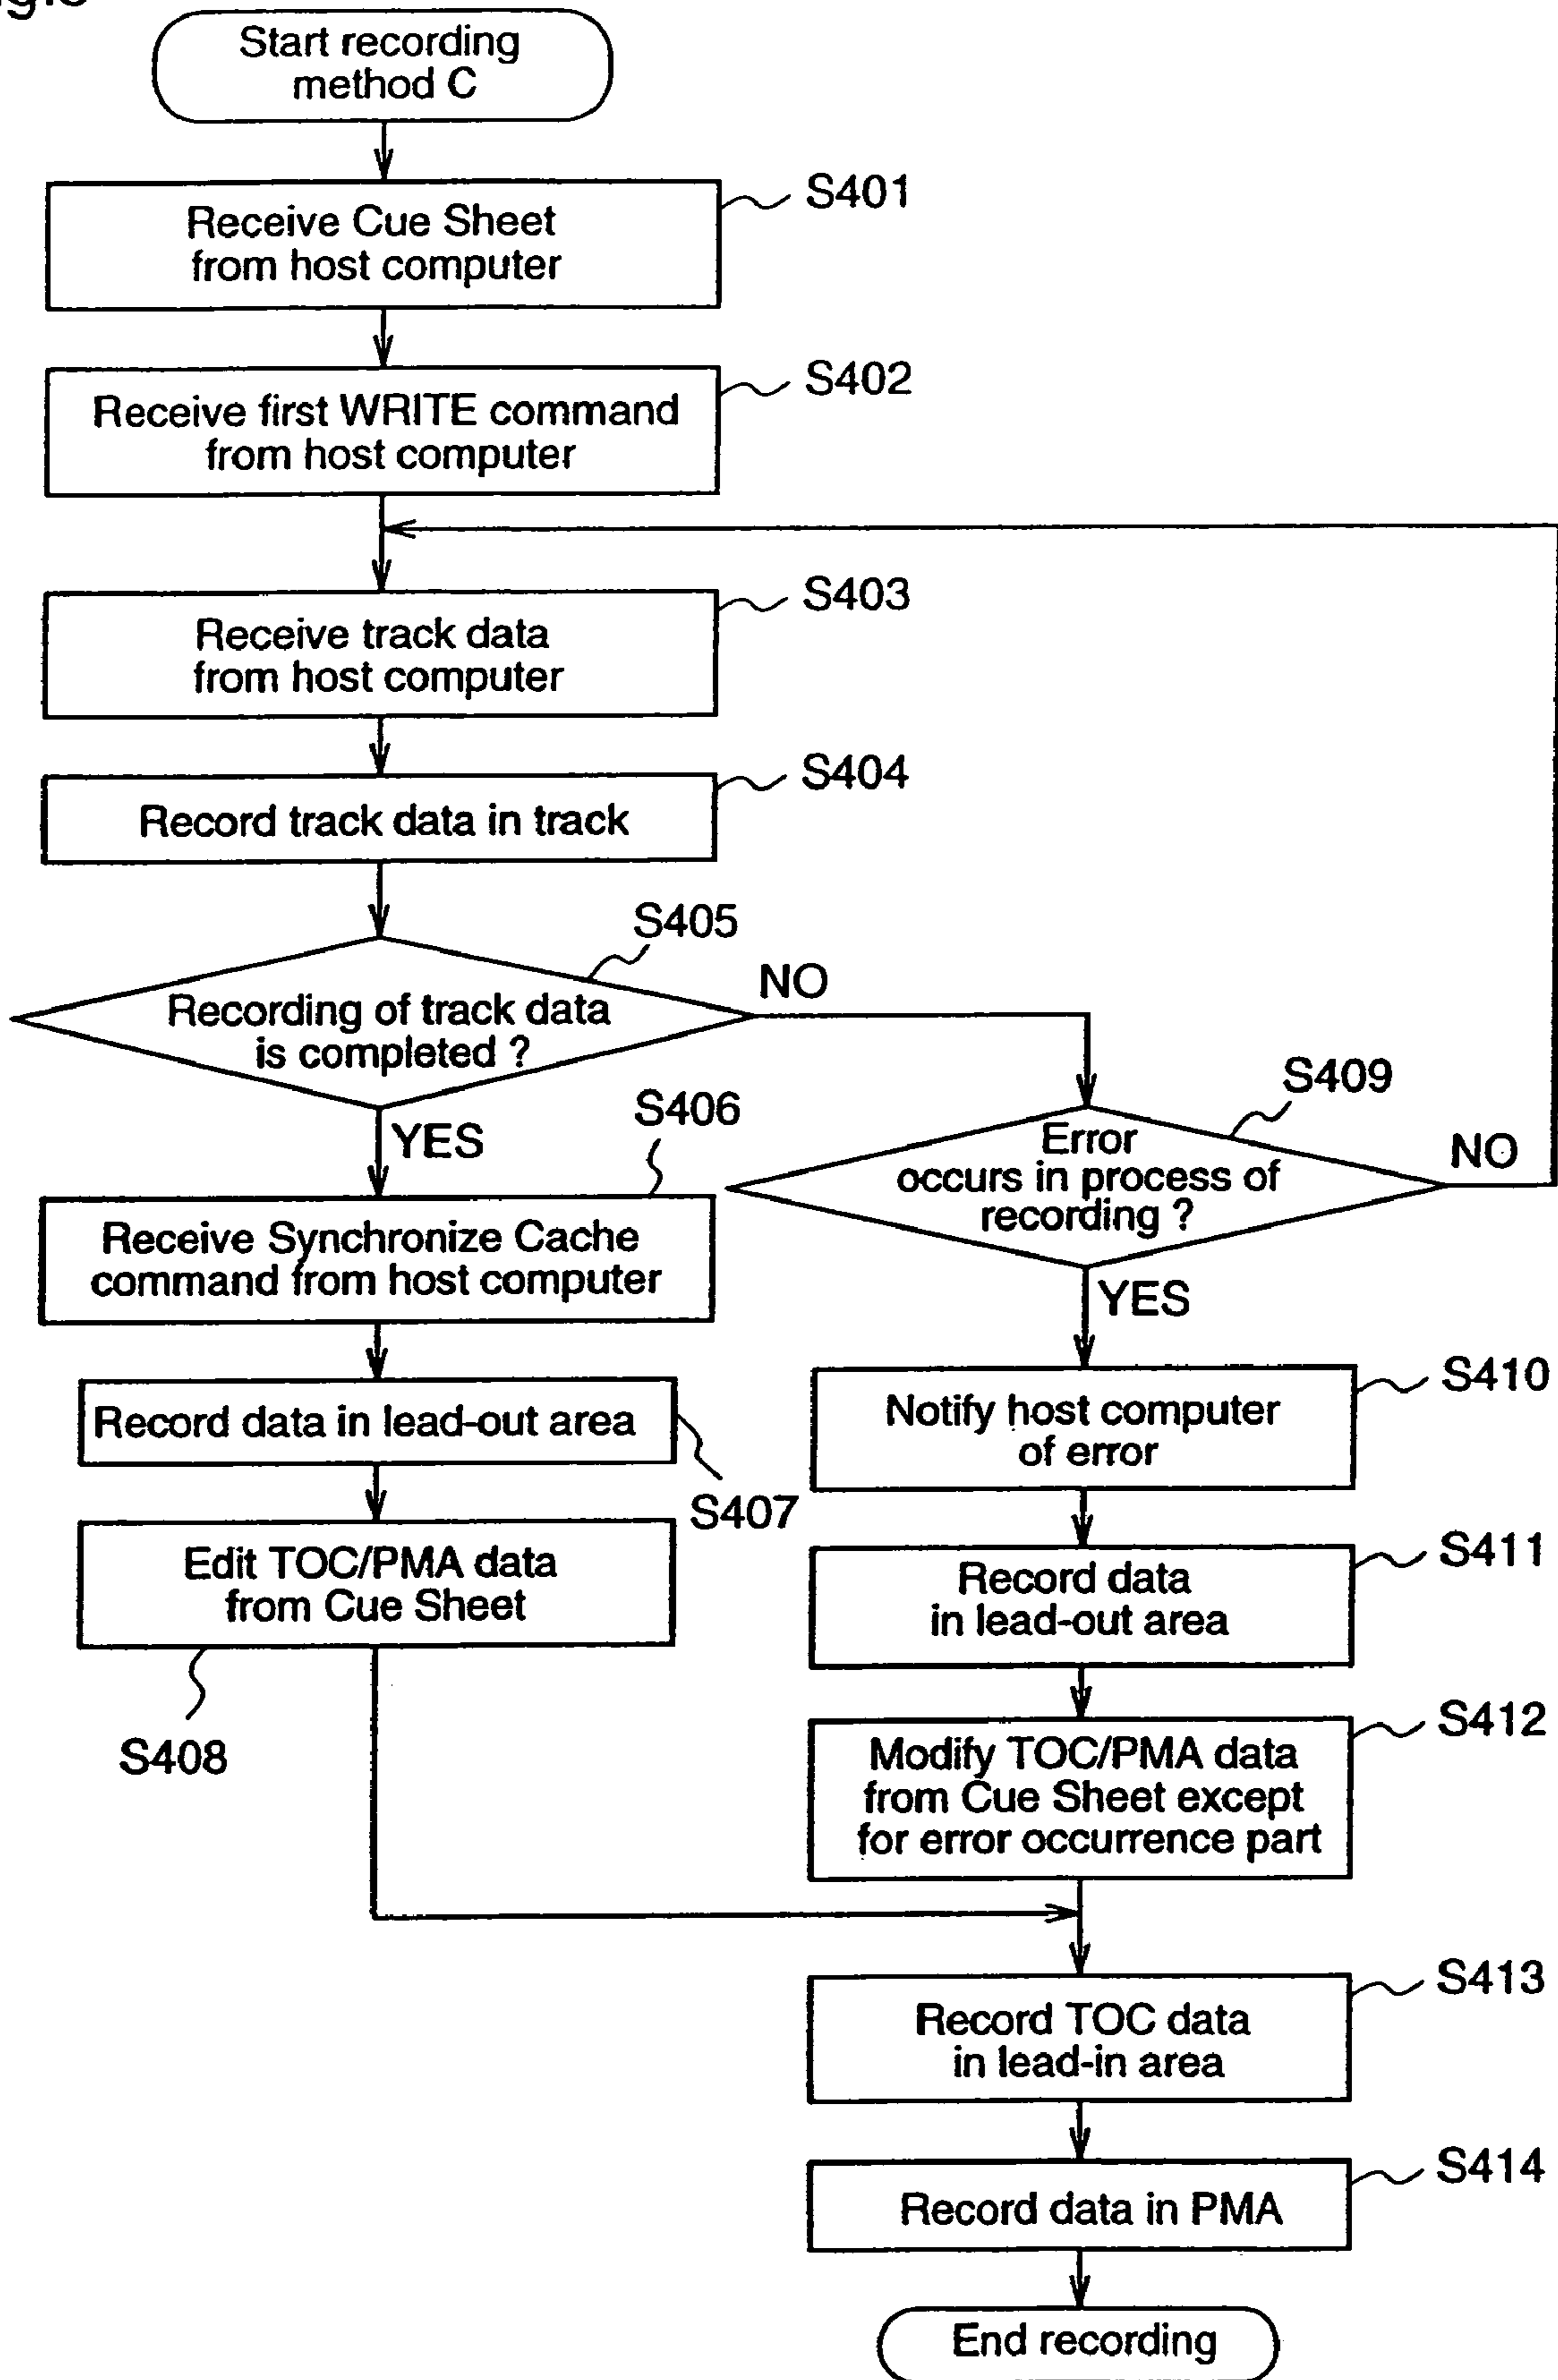 Start recording
method C
S401
Receive Cue Sheet
from host computer
S402
Receive first WRITE command
from host computer
S403
Receive track data
from host computer
S404
Record track data in track
S405
Recording of track data
is completed ?
NO
YES
S406
Receive Synchronize Cache
command from host computer
Record data in lead-out area
S407
Edit TOC/PMA data
from Cue Sheet
S408
S409
Error
occurs in process of
recording ?
NO
YES
S410
Notify host computer
of error
S411
Record data
in lead-out area
S412
Modify TOC/PMA data
from Cue Sheet except
for error occurrence part
S413
Record TOC data
in lead-in area
S414
Record data in PMA
End recording